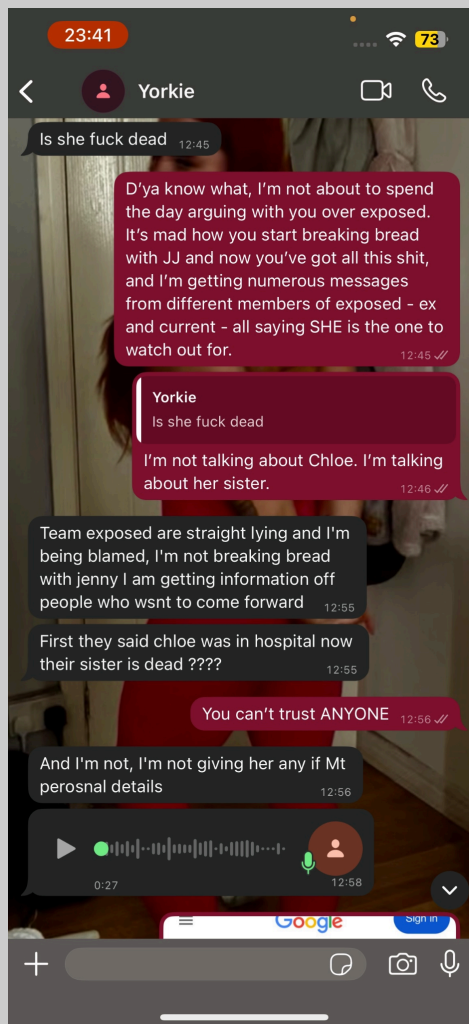 23:41
73
Yorkie
Is she fuck dead 12:45
D'ya know what, I'm not about to spend
the day arguing with you over exposed.
It's mad how you start breaking bread
with JJ and now you've got all this shit,
and I'm getting numerous messages
from different members of exposed - ex
and current - all saying SHE is the one to
watch out for.
12:45
Yorkie
Is she fuck dead
I'm not talking about Chloe. I'm talking
about her sister.
12:46
Team exposed are straight lying and I'm
being blamed, I'm not breaking bread
with jenny I am getting information off
people who wsnt to come forward 12:55
First they said chloe was in hospital now
their sister is dead ????
12:55
You can't trust ANYONE 12:56
And I'm not, I'm not giving her any if Mt
perosnal details
12:56
0:27
12:58
Google
Sign in